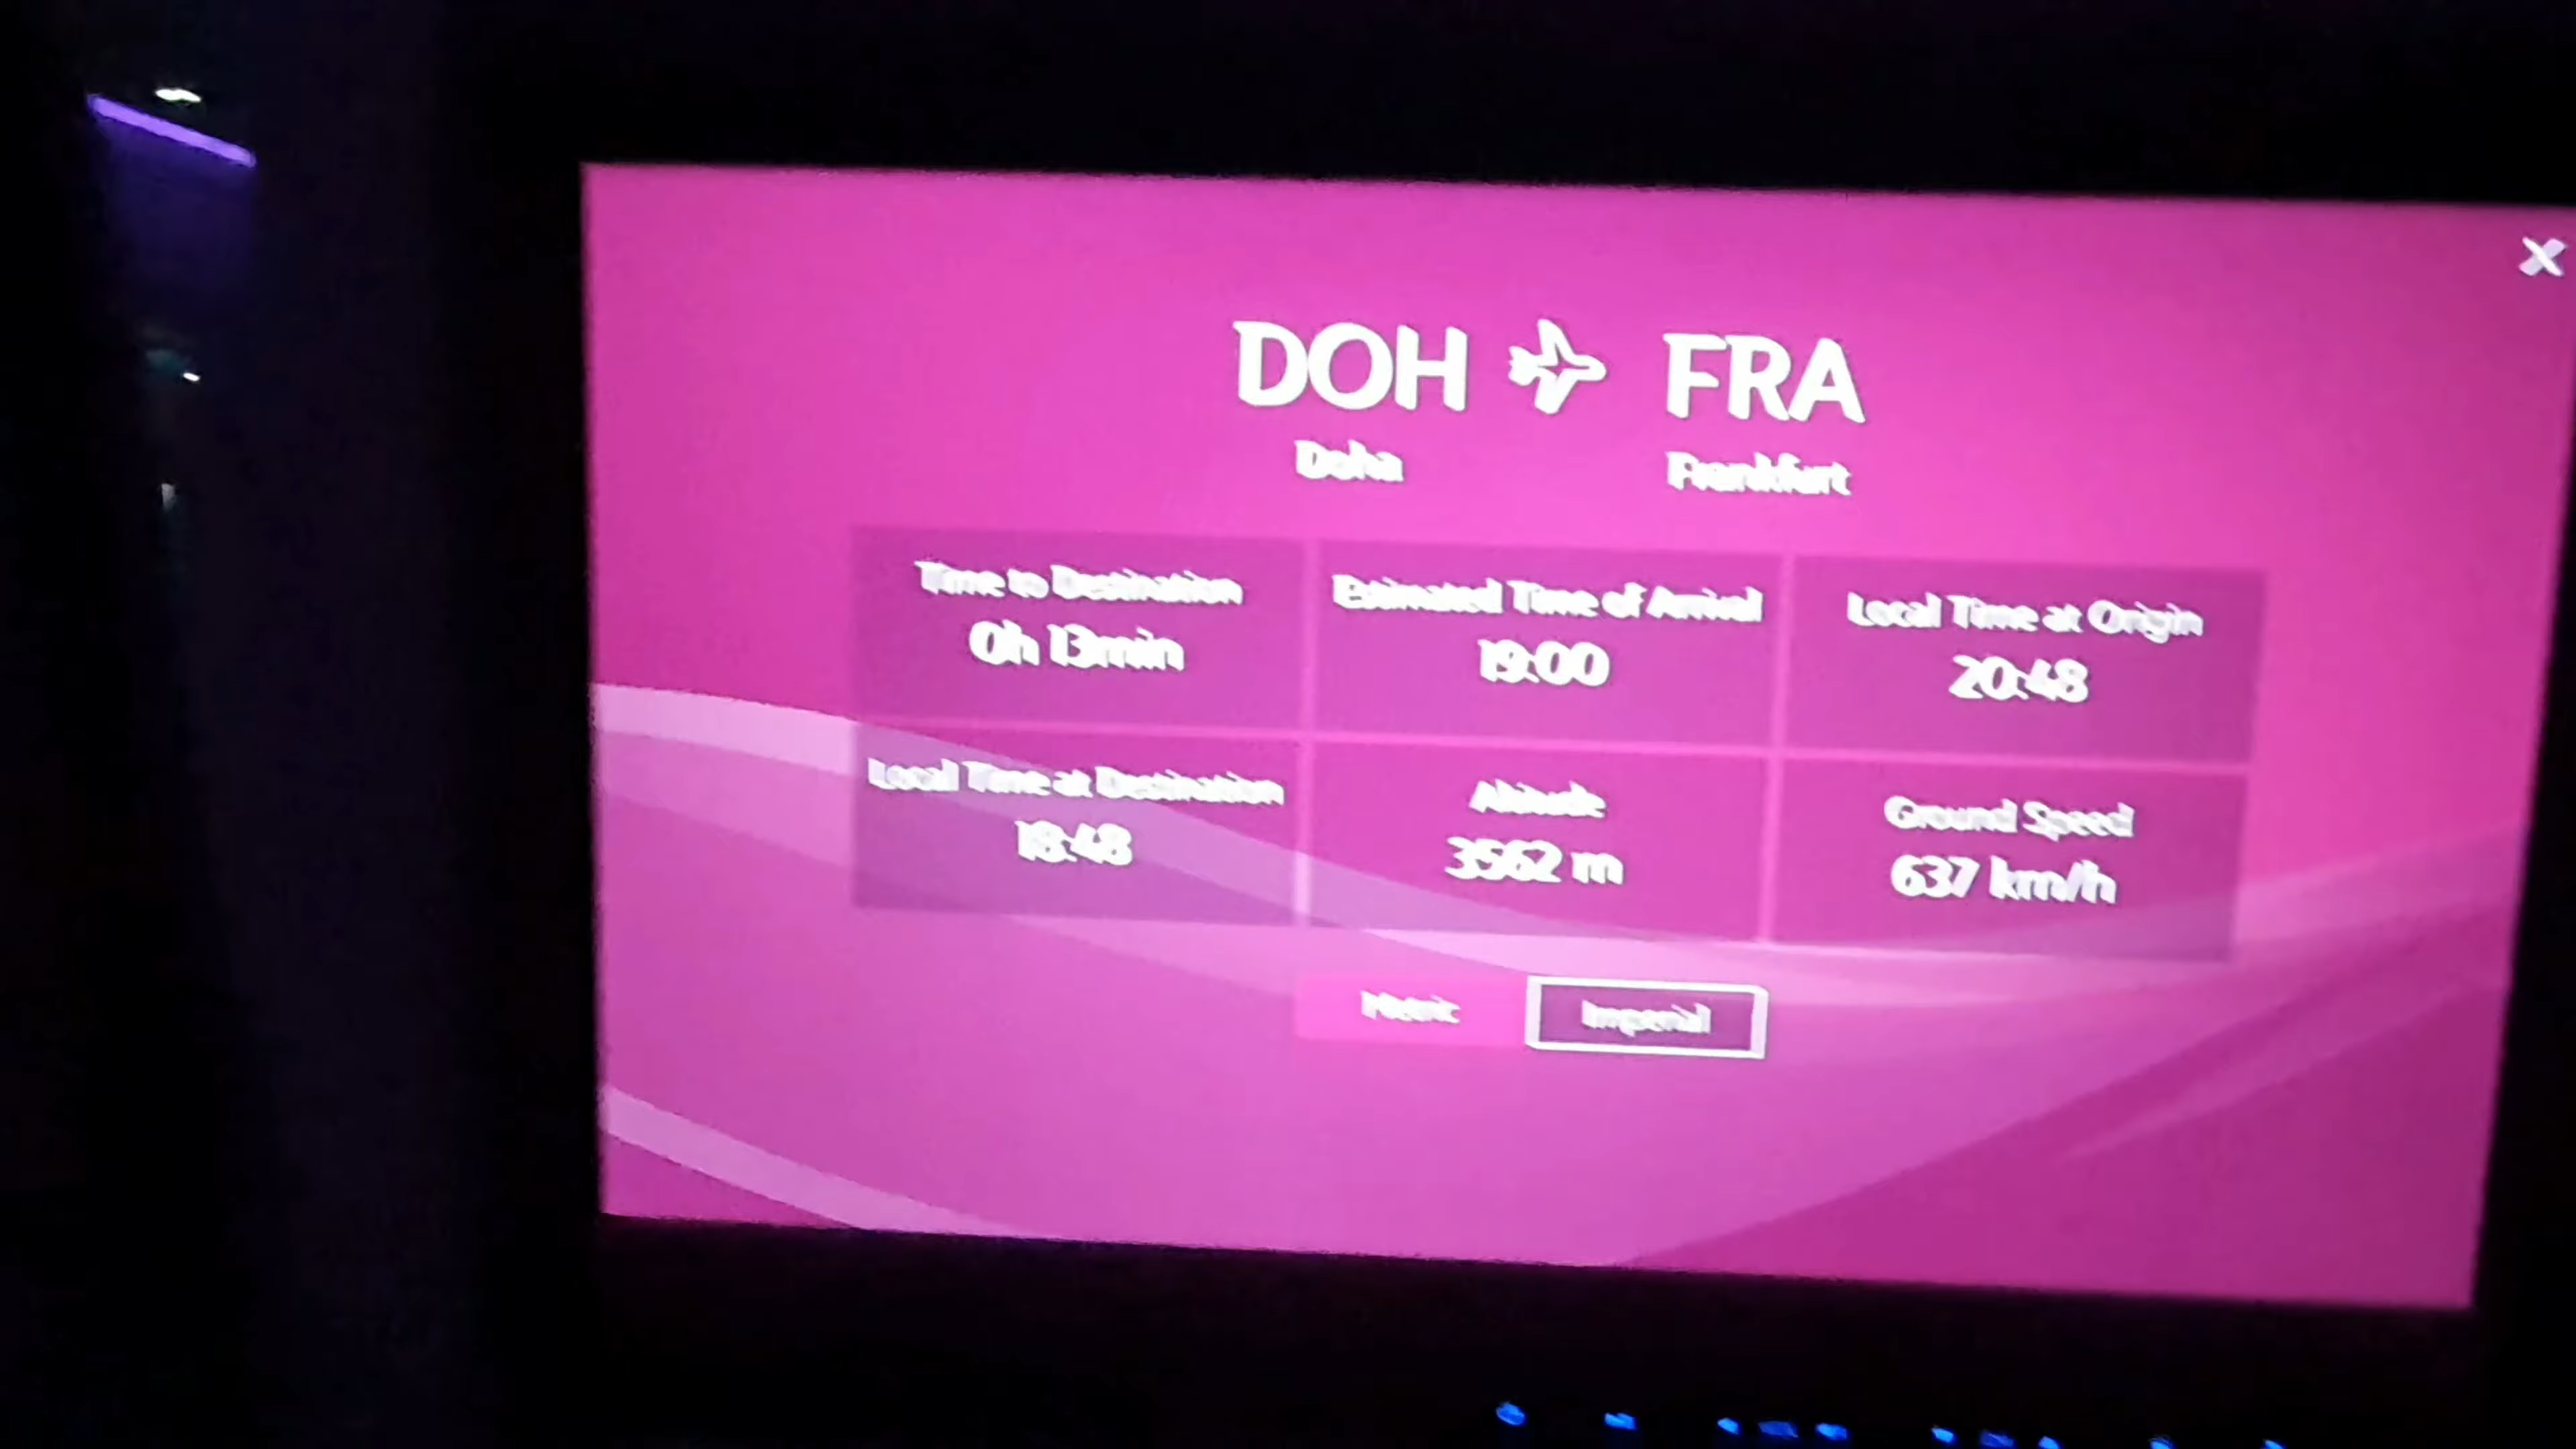 X
DOH FRA
Doha Frankfurt
Time to Destination
0h 13min
Estimated Time of Arrival
19:00
Local Time at Origin
20:48
Local Time at Destination
18:48
Altitude
3562 m
Ground Speed
637 km/h
Metric Imperial